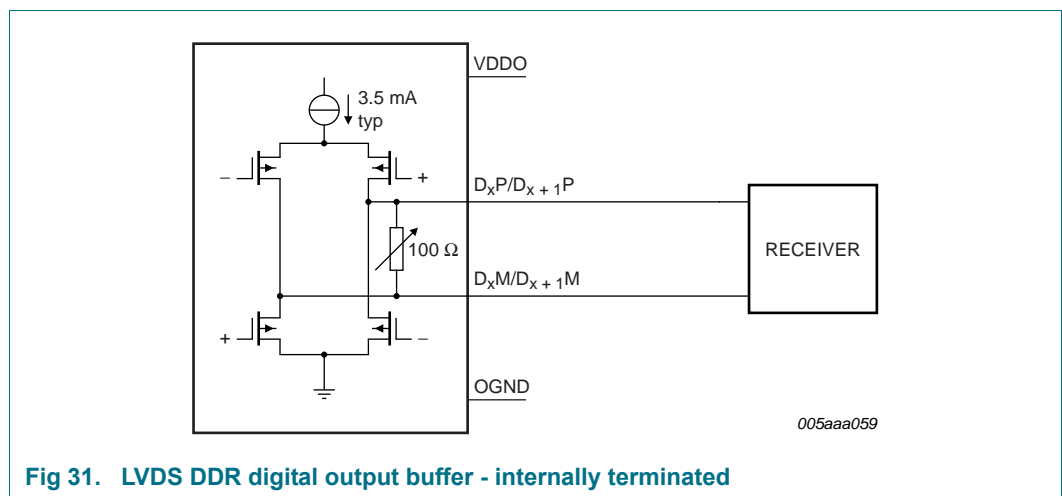 VDDO
3.5 mA
typ
− +
DxP/Dx + 1P
100 Ω
RECEIVER
DxM/Dx + 1M
+ −
OGND
005aaa059
Fig 31. LVDS DDR digital output buffer - internally terminated